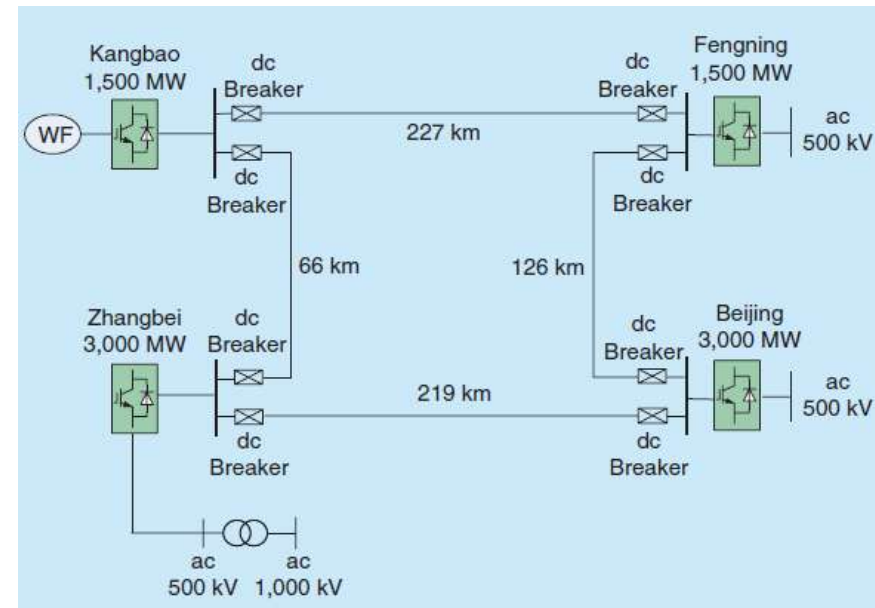 Kangbao
1,500 MW
dc
Breaker
dc
Breaker
Fengning
1,500 MW
WF
227 km
ac
500 kV
dc
Breaker
dc
Breaker
66 km
126 km
Zhangbei
3,000 MW
dc
Breaker
dc
Breaker
Beijing
3,000 MW
219 km
ac
500 kV
dc
Breaker
dc
Breaker
ac
500 kV
ac
1,000 kV